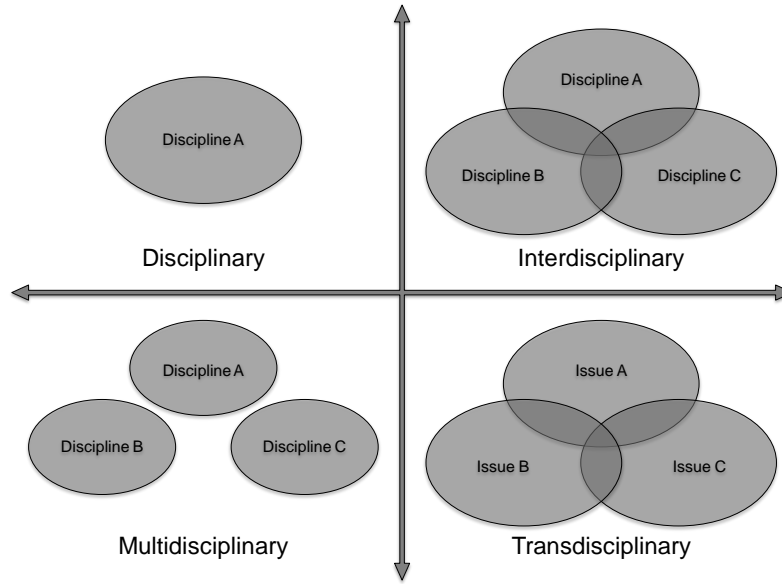 Discipline A
Disciplinary
Discipline A
Discipline B
Discipline C
Interdisciplinary
Discipline A
Discipline B
Discipline C
Multidisciplinary
Issue A
Issue B
Issue C
Transdisciplinary